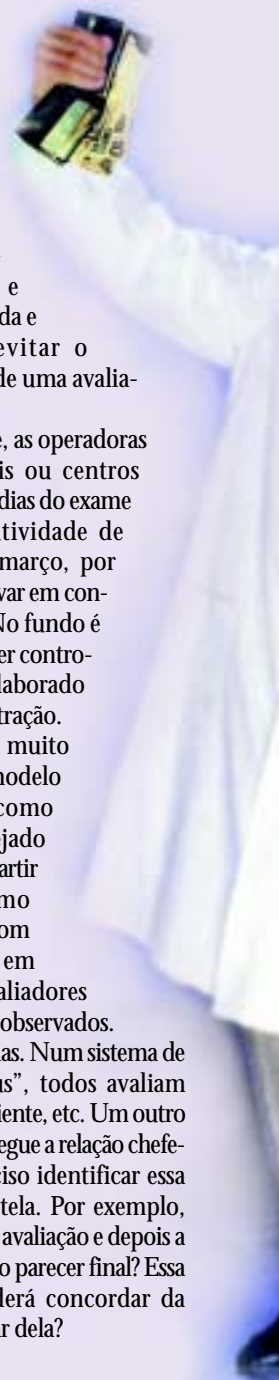 e
da e
evitar o
de uma avalia-
e, as operadoras
is ou centros
dias do exame
tividade de
março, por
var em con-
No fundo é
er contro-
laborado
tração.
muito
modelo
como
jado
artir
mo
om
em
aliadores
observados.
as. Num sistema de
us”, todos avaliam
iente, etc. Um outro
egue a relação chefe-
ciso identificar essa
tela. Por exemplo,
avaliação e depois a
o parecer final? Essa
derá concordar da
ar dela?